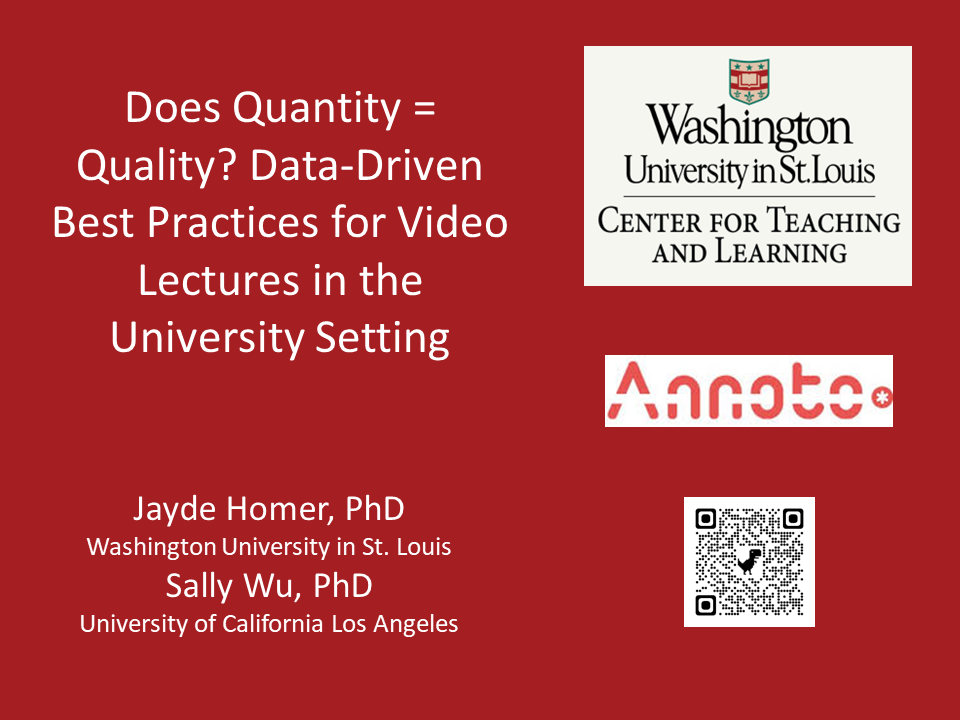 Does Quantity =
Quality? Data-Driven
Best Practices for Video
Lectures in the
University Setting
Jayde Homer, PhD
Washington University in St. Louis
Sally Wu, PhD
University of California Los Angeles
Washington
University in St. Louis
CENTER FOR TEACHING
AND LEARNING
Annoto